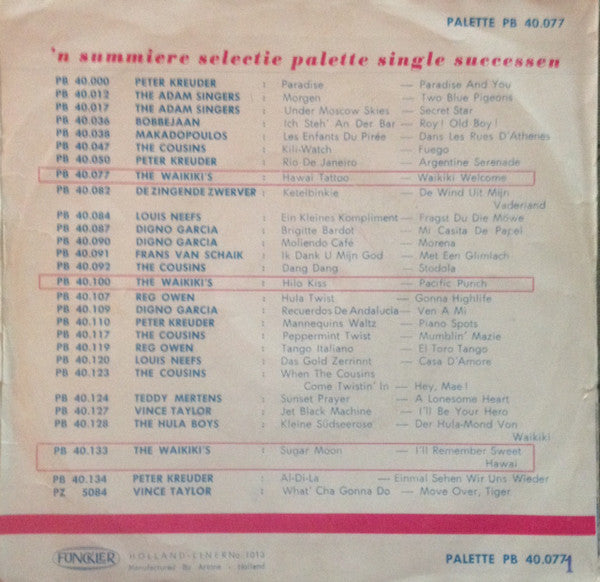 PALETTE PB 40.077
'n summiere selectie palette single successen
PB 40.000 PETER KREUDER : Paradise — Paradise And You
PB 40.012 THE ADAM SINGERS : Morgen — Two Blue Pigeons
PB 40.017 THE ADAM SINGERS : Under Moscow Skies — Secret Star
PB 40.036 BOBBEJAAN : Ich Steh' An Der Bar — Roy! Old Boy!
PB 40.038 MAKADOPOULOS : Les Enfants Du Pirée — Dans Les Rues D'Athènes
PB 40.047 THE COUSINS : Kili-Watch — Fuego
PB 40.050 PETER KREUDER : Rio De Janeiro — Argentine Serenade
PB 40.077 THE WAIKIKI'S : Hawai Tattoo — Waikiki Welcome
PB 40.082 DE ZINGENDE ZWERVER : Ketelbinkie — De Wind Uit Mijn
Vaderland
PB 40.084 LOUIS NEEFS : Ein Kleines Kompliment — Fragst Du Die Möwe
PB 40.087 DIGNO GARCIA : Brigitte Bardot — Mi Casita De Papel
PB 40.090 DIGNO GARCIA : Moliendo Café — Morena
PB 40.091 FRANS VAN SCHAIK : Ik Dank U Mijn God — Met Een Glimlach
PB 40.092 THE COUSINS : Dang Dang — Stodola
PB 40.100 THE WAIKIKI'S : Hilo Kiss — Pacific Punch
PB 40.107 REG OWEN : Hula Twist — Gonna Highlife
PB 40.109 DIGNO GARCIA : Recuerdos De Andalucia — Ven A Mi
PB 40.110 PETER KREUDER : Mannequins Waltz — Piano Spots
PB 40.117 THE COUSINS : Peppermint Twist — Mumblin' Mazie
PB 40.119 REG OWEN : Tango Italiano — El Toro Tango
PB 40.120 LOUIS NEEFS : Das Gold Zerrinnt — Casa D'Amore
PB 40.123 THE COUSINS : When The Cousins
Come Twistin' In — Hey, Mae!
PB 40.124 TEDDY MERTENS : Sunset Prayer — A Lonesome Heart
PB 40.127 VINCE TAYLOR : Jet Black Machine — I'll Be Your Hero
PB 40.128 THE HULA BOYS : Kleine Südseerose — Der Hula-Mond Von
Waikiki
PB 40.133 THE WAIKIKI'S : Sugar Moon — I'll Remember Sweet
Hawai
PB 40.134 PETER KREUDER : Al-Di-La — Einmal Sehen Wir Uns Wieder
PZ 5084 VINCE TAYLOR : What' Cha Gonna Do — Move Over, Tiger
FUNCKLER HOLLAND-LINER No. 1013
Manufactured By Artone - Holland
PALETTE PB 40.077 1